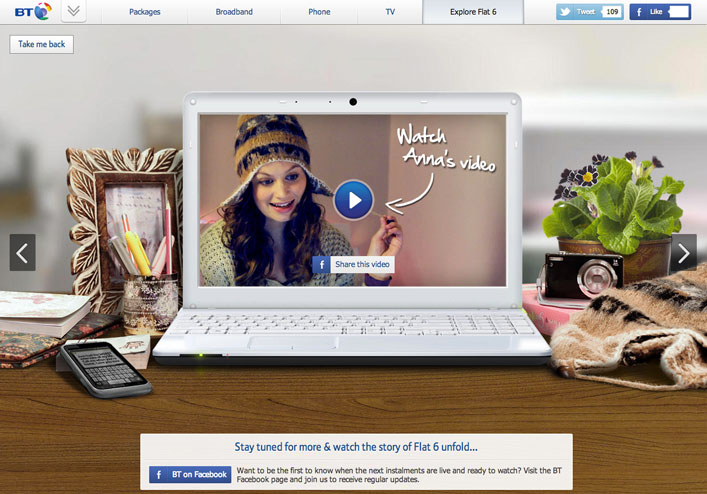 BT
Packages
Broadband
Phone
TV
Explore Flat 6
Tweet
109
Like
Take me back
Watch
Anna's video
Share this video
Stay tuned for more & watch the story of Flat 6 unfold...
BT on Facebook
Want to be the first to know when the next instalments are live and ready to watch? Visit the BT
Facebook page and join us to receive regular updates.